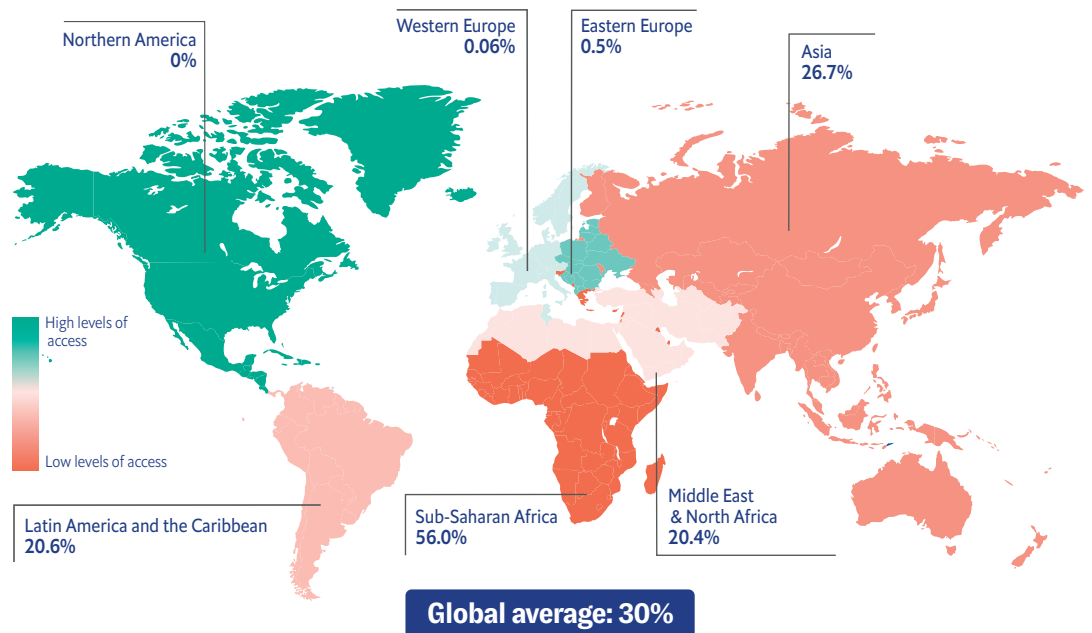 Northern America
0%
Western Europe
0.06%
Eastern Europe
0.5%
Asia
26.7%
High levels of
access
Low levels of access
Latin America and the Caribbean
20.6%
Sub-Saharan Africa
56.0%
Middle East
& North Africa
20.4%
Global average: 30%